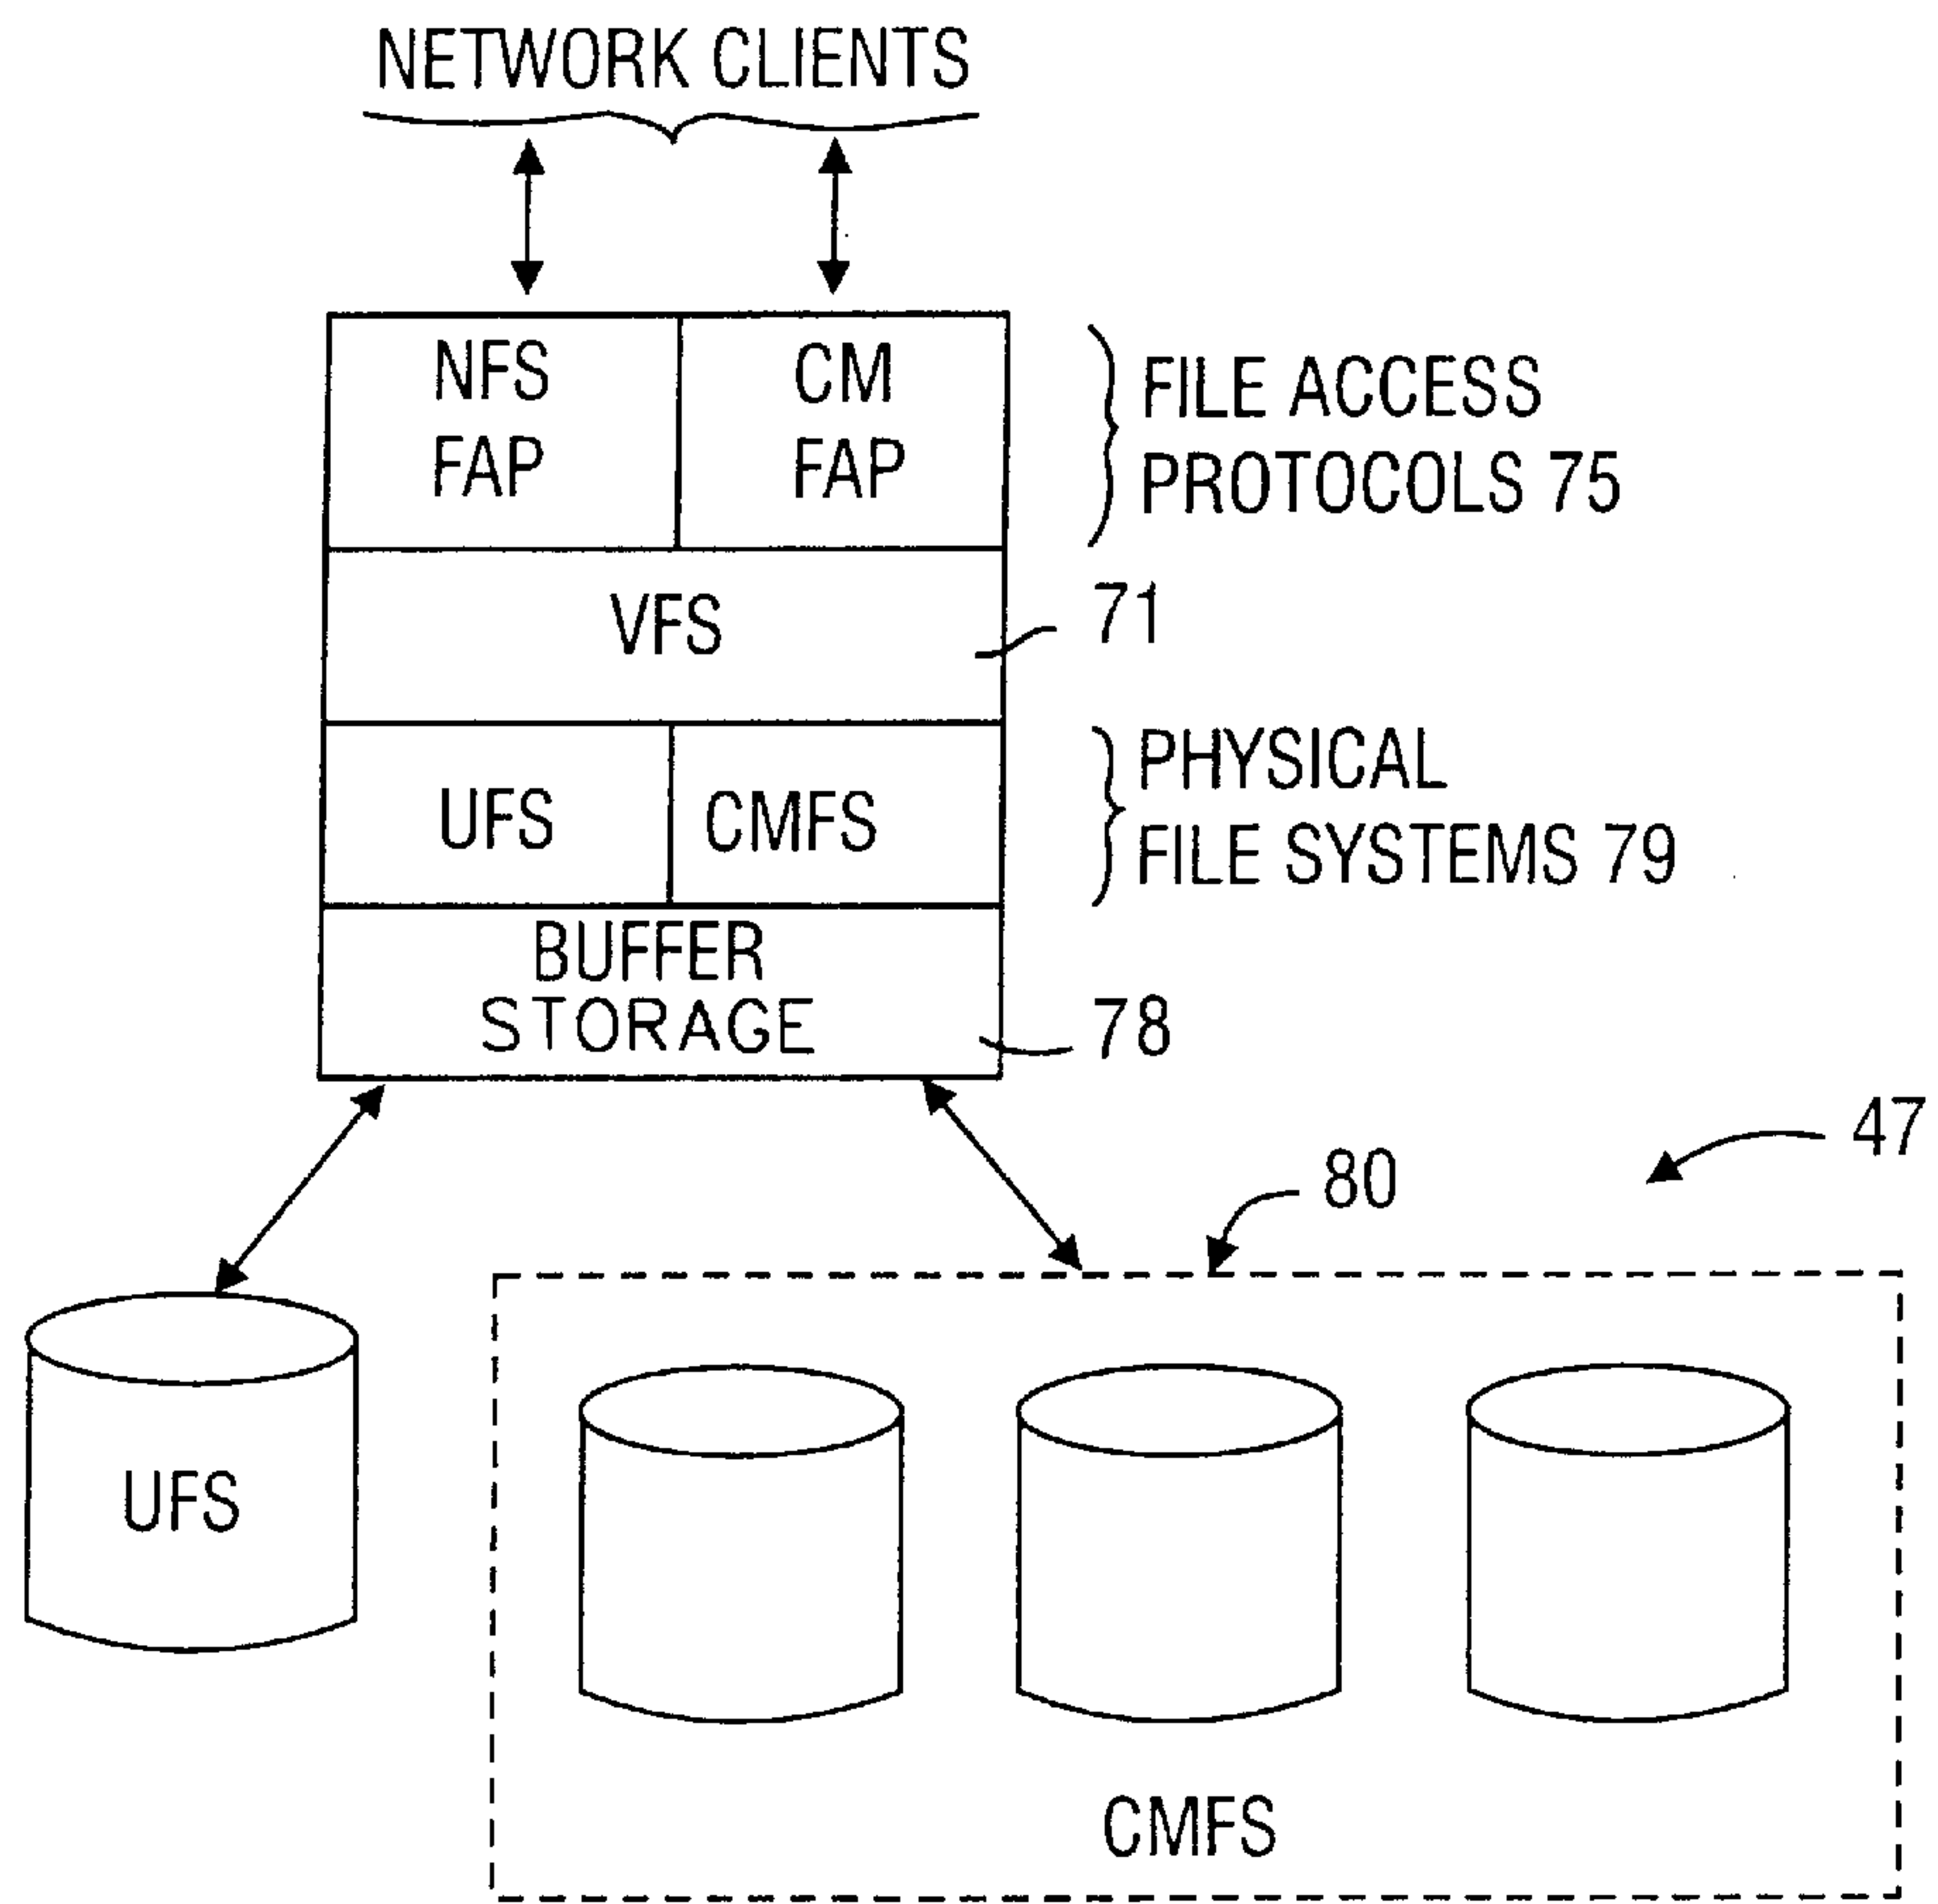 NETWORK CLIENTS
NFS
FAP
CM
FAP
FILE ACCESS
PROTOCOLS 75
VFS
71
UFS
CMFS
PHYSICAL
FILE SYSTEMS 79
BUFFER
STORAGE
78
47
80
UFS
CMFS